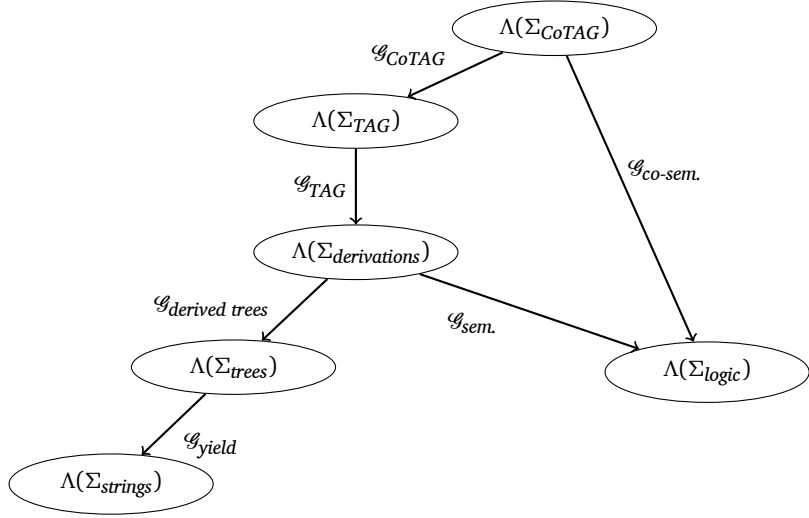 Λ(Σ_CoTAG)
𝒢_CoTAG
Λ(Σ_TAG)
𝒢_co-sem.
𝒢_TAG
Λ(Σ_derivations)
𝒢_derived trees
𝒢_sem.
Λ(Σ_trees)
Λ(Σ_logic)
𝒢_yield
Λ(Σ_strings)